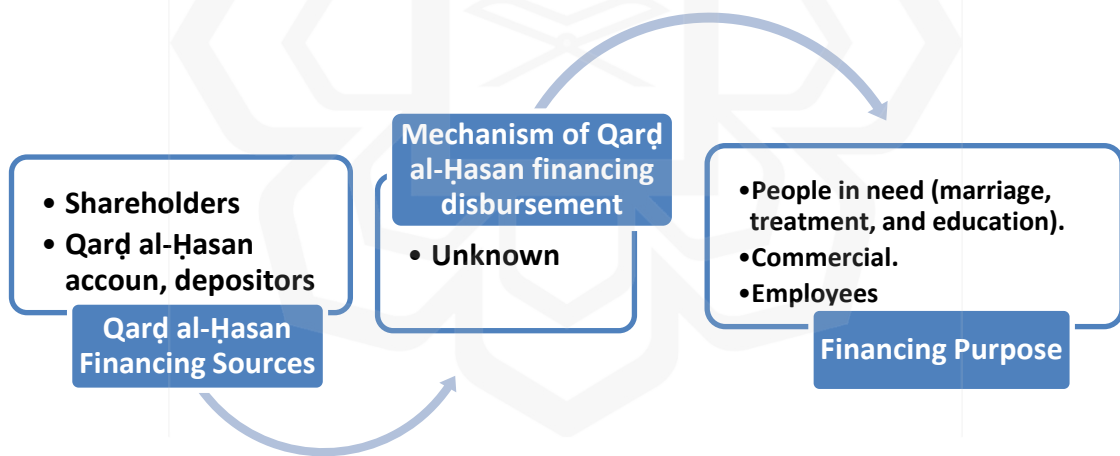 • Shareholders
• Qarḍ al-Ḥasan
accoun, depositors
Qarḍ al-Ḥasan
Financing Sources
Mechanism of Qarḍ
al-Ḥasan financing
disbursement
• Unknown
•People in need (marriage,
treatment, and education).
•Commercial.
•Employees
Financing Purpose